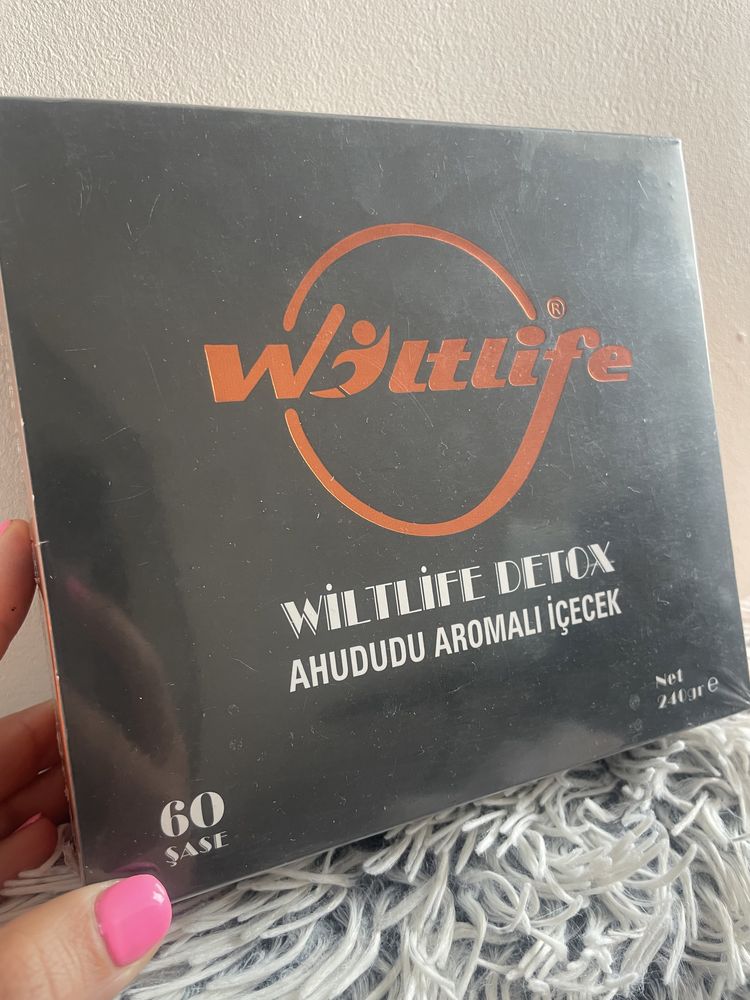 Wiltlife®
WİLTLİFE DETOX
AHUDUDU AROMALI İÇECEK
Net
240gr e
60
ŞASE